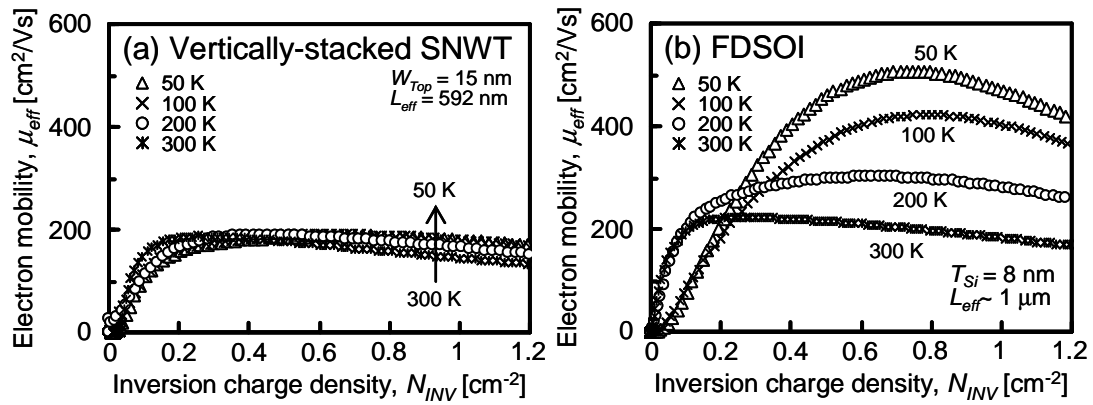 (a) Vertically-stacked SNWT
W_Top = 15 nm
L_eff = 592 nm
△ 50 K
× 100 K
○ 200 K
ж 300 K
50 K
300 K
Electron mobility, μ_eff [cm²/Vs]
600
400
200
0
0 0.2 0.4 0.6 0.8 1 1.2
Inversion charge density, N_INV [cm⁻²]
(b) FDSOI
△ 50 K
× 100 K
○ 200 K
ж 300 K
50 K
100 K
200 K
300 K
T_Si = 8 nm
L_eff ~ 1 μm
Electron mobility, μ_eff [cm²/Vs]
600
400
200
0
0 0.2 0.4 0.6 0.8 1 1.2
Inversion charge density, N_INV [cm⁻²]